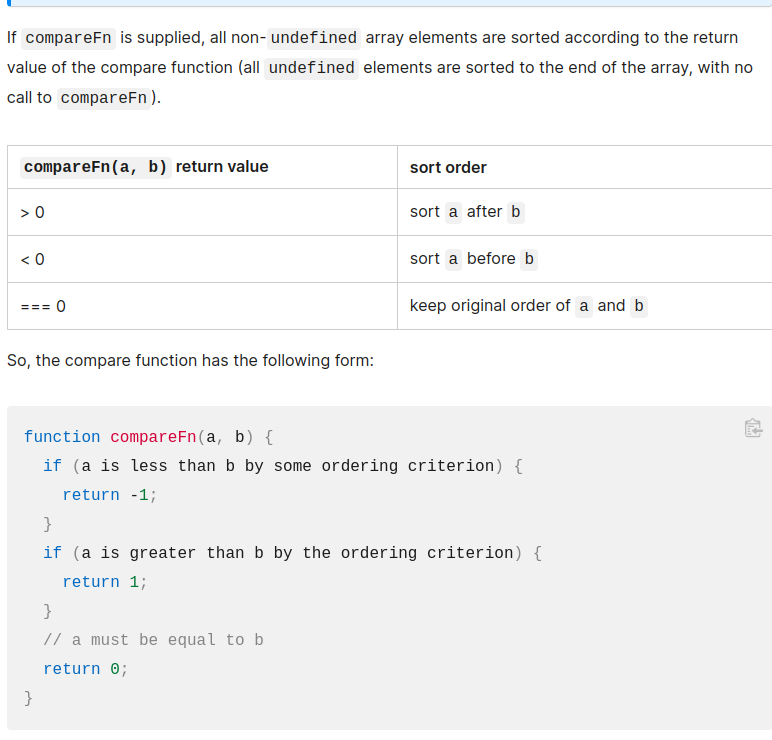 If compareFn is supplied, all non-undefined array elements are sorted according to the return
value of the compare function (all undefined elements are sorted to the end of the array, with no
call to compareFn).
compareFn(a, b) return value
sort order
> 0
sort a after b
< 0
sort a before b
=== 0
keep original order of a and b
So, the compare function has the following form:
function compareFn(a, b) {
  if (a is less than b by some ordering criterion) {
    return -1;
  }
  if (a is greater than b by the ordering criterion) {
    return 1;
  }
  // a must be equal to b
  return 0;
}